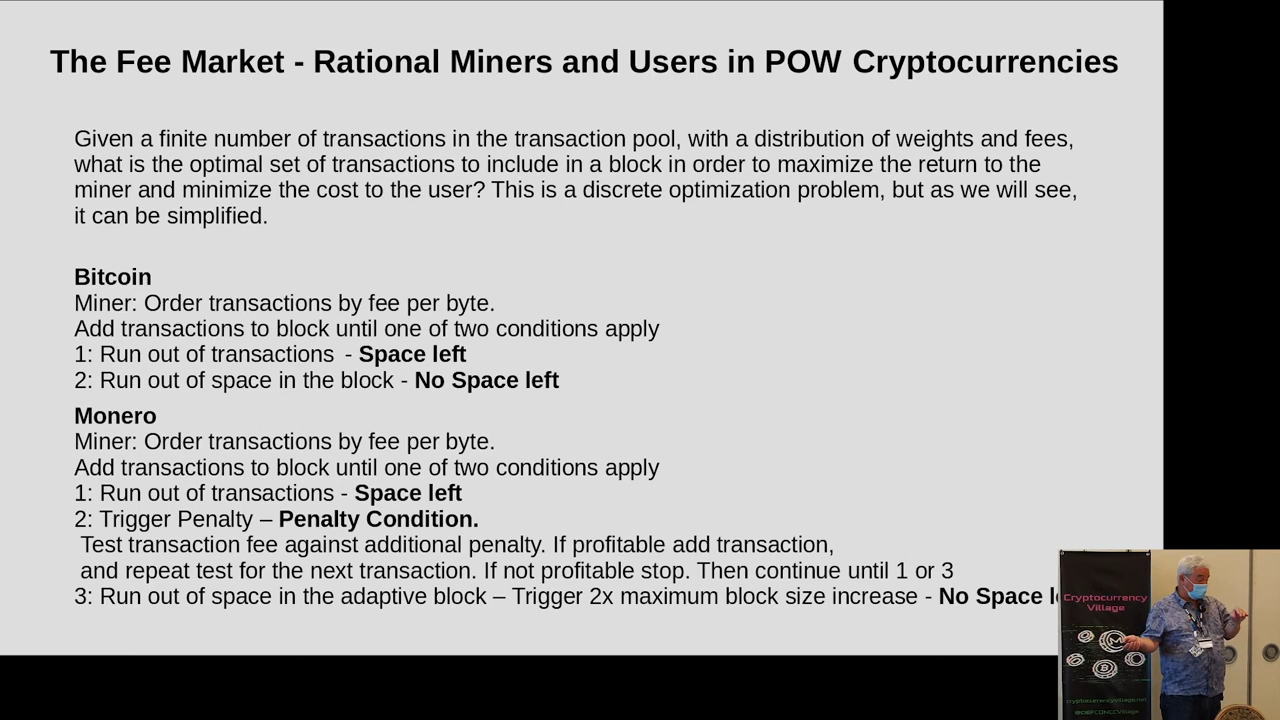 The Fee Market - Rational Miners and Users in POW Cryptocurrencies
Given a finite number of transactions in the transaction pool, with a distribution of weights and fees,
what is the optimal set of transactions to include in a block in order to maximize the return to the
miner and minimize the cost to the user? This is a discrete optimization problem, but as we will see,
it can be simplified.
Bitcoin
Miner: Order transactions by fee per byte.
Add transactions to block until one of two conditions apply
1: Run out of transactions - Space left
2: Run out of space in the block - No Space left
Monero
Miner: Order transactions by fee per byte.
Add transactions to block until one of two conditions apply
1: Run out of transactions - Space left
2: Trigger Penalty – Penalty Condition.
Test transaction fee against additional penalty. If profitable add transaction,
and repeat test for the next transaction. If not profitable stop. Then continue until 1 or 3
3: Run out of space in the adaptive block – Trigger 2x maximum block size increase - No Space
Cryptocurrency
Village
cryptocurrencyvillage.net